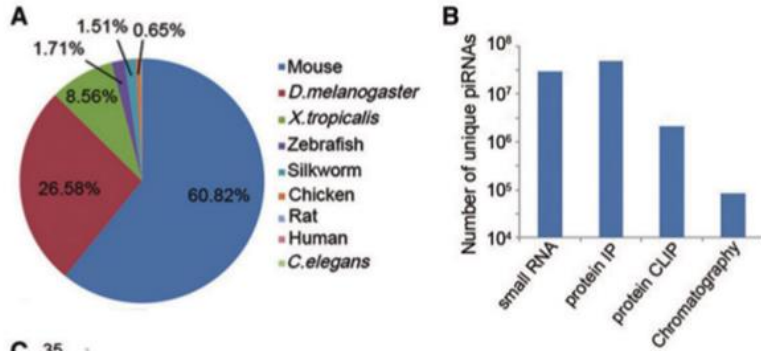 A
1.51%
0.65%
1.71%
8.56%
26.58%
60.82%
Mouse
D.melanogaster
X.tropicalis
Zebrafish
Silkworm
Chicken
Rat
Human
C.elegans
B
Number of unique piRNAs
10⁸
10⁷
10⁶
10⁵
10⁴
small RNA
protein IP
protein CLIP
Chromatography
C
35